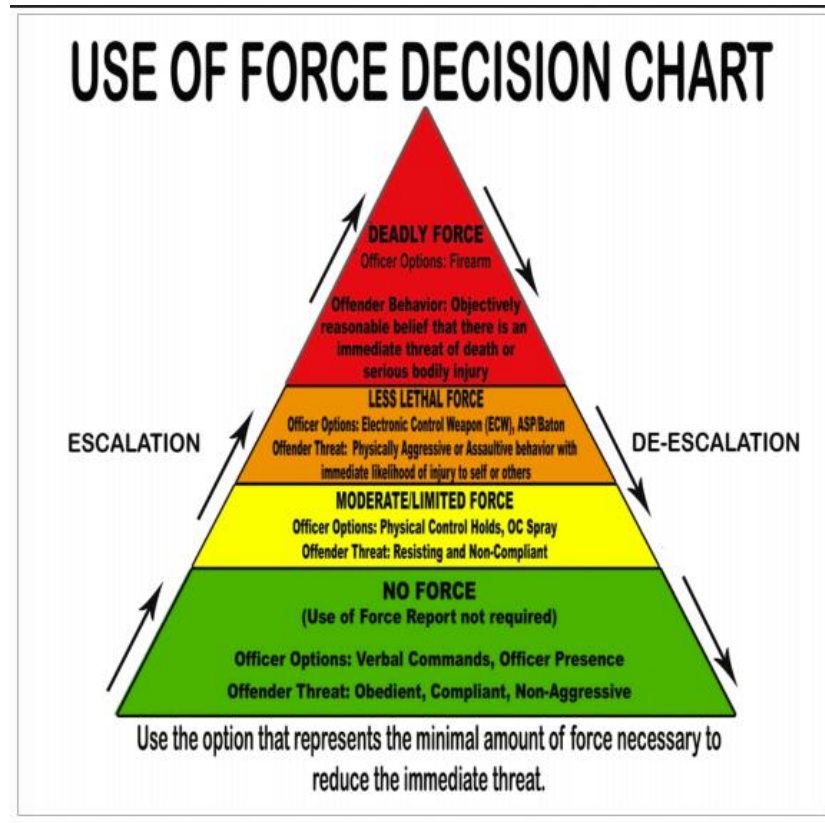 USE OF FORCE DECISION CHART
DEADLY FORCE
Officer Options: Firearm
Offender Behavior: Objectively
reasonable belief that there is an
immediate threat of death or
serious bodily injury
LESS LETHAL FORCE
Officer Options: Electronic Control Weapon (ECW), ASP/Baton
Offender Threat: Physically Aggressive or Assaultive behavior with
immediate likelihood of injury to self or others
ESCALATION
DE-ESCALATION
MODERATE/LIMITED FORCE
Officer Options: Physical Control Holds, OC Spray
Offender Threat: Resisting and Non-Compliant
NO FORCE
(Use of Force Report not required)
Officer Options: Verbal Commands, Officer Presence
Offender Threat: Obedient, Compliant, Non-Aggressive
Use the option that represents the minimal amount of force necessary to
reduce the immediate threat.